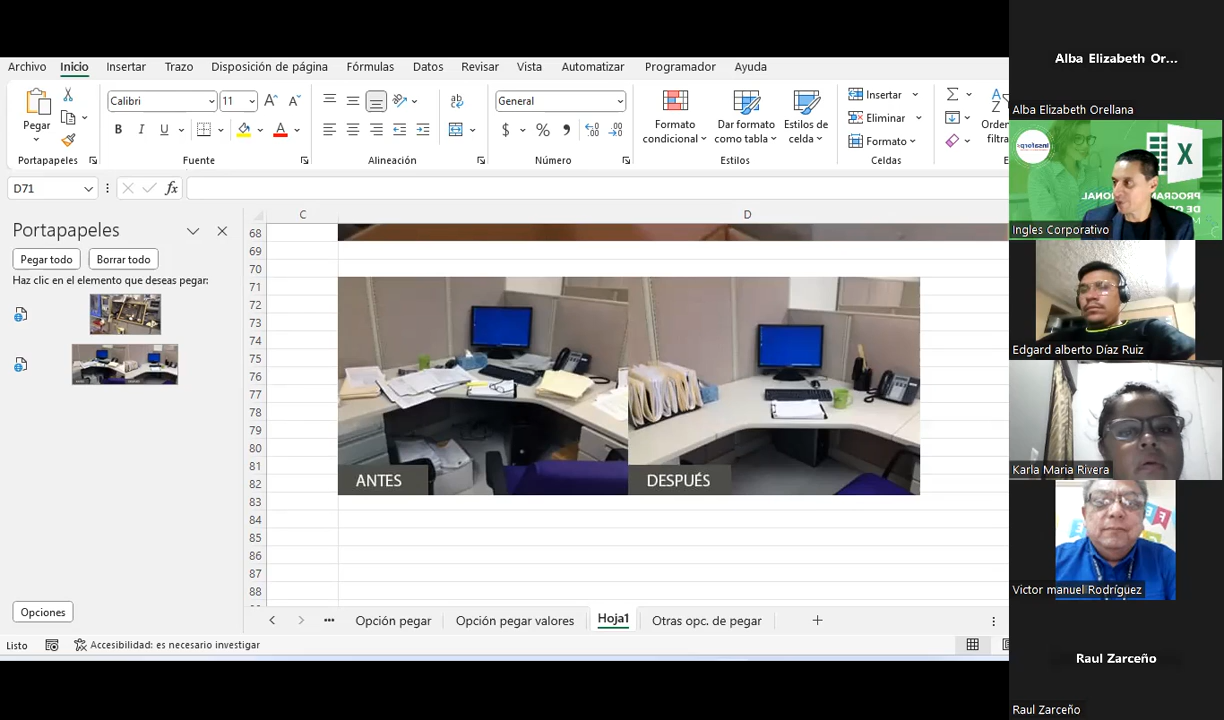 Archivo Inicio Insertar Trazo Disposición de página Fórmulas Datos Revisar Vista Automatizar Programador Ayuda
Pegar
Calibri 11
General
Formato condicional
Dar formato como tabla
Estilos de celda
Insertar
Eliminar
Formato
Portapapeles Fuente Alineación Número Estilos Celdas
D71
Portapapeles
Pegar todo Borrar todo
Haz clic en el elemento que deseas pegar:
Opciones
C D
68
69
70
71
72
73
74
75
76
77
78
79
80
81
82
83
84
85
86
87
88
ANTES DESPUÉS
Opción pegar Opción pegar valores Hoja1 Otras opc. de pegar
Listo Accesibilidad: es necesario investigar
Alba Elizabeth Or...
Alba Elizabeth Orellana
Ingles Corporativo
Edgard alberto Díaz Ruiz
Karla Maria Rivera
Victor manuel Rodríguez
Raul Zarceño
Raul Zarceño